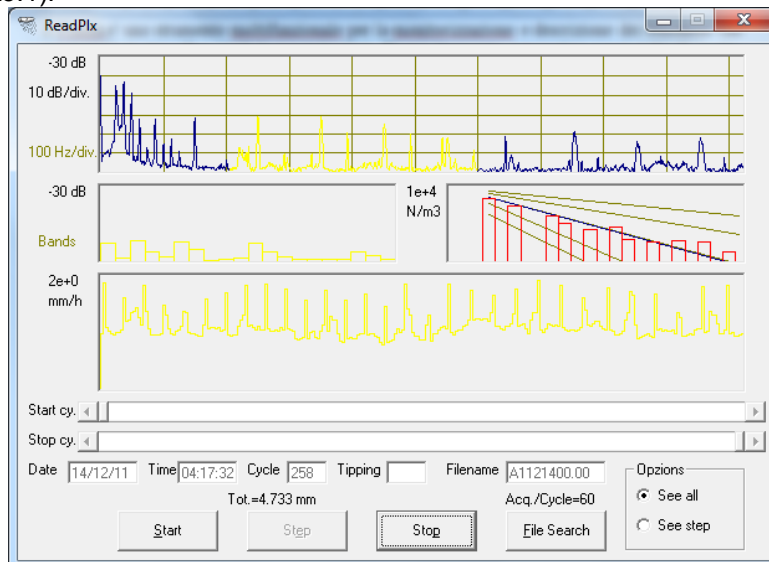 ReadPlx
-30 dB
10 dB/div.
100 Hz/div.
-30 dB
Bands
1e+4
N/m3
2e+0
mm/h
Start cy.
Stop cy.
Date 14/12/11 Time 04:17:32 Cycle 258 Tipping Filename A1121400.00 Opzions
Tot.=4.733 mm Acq./Cycle=60 See all
Start Step Stop File Search See step